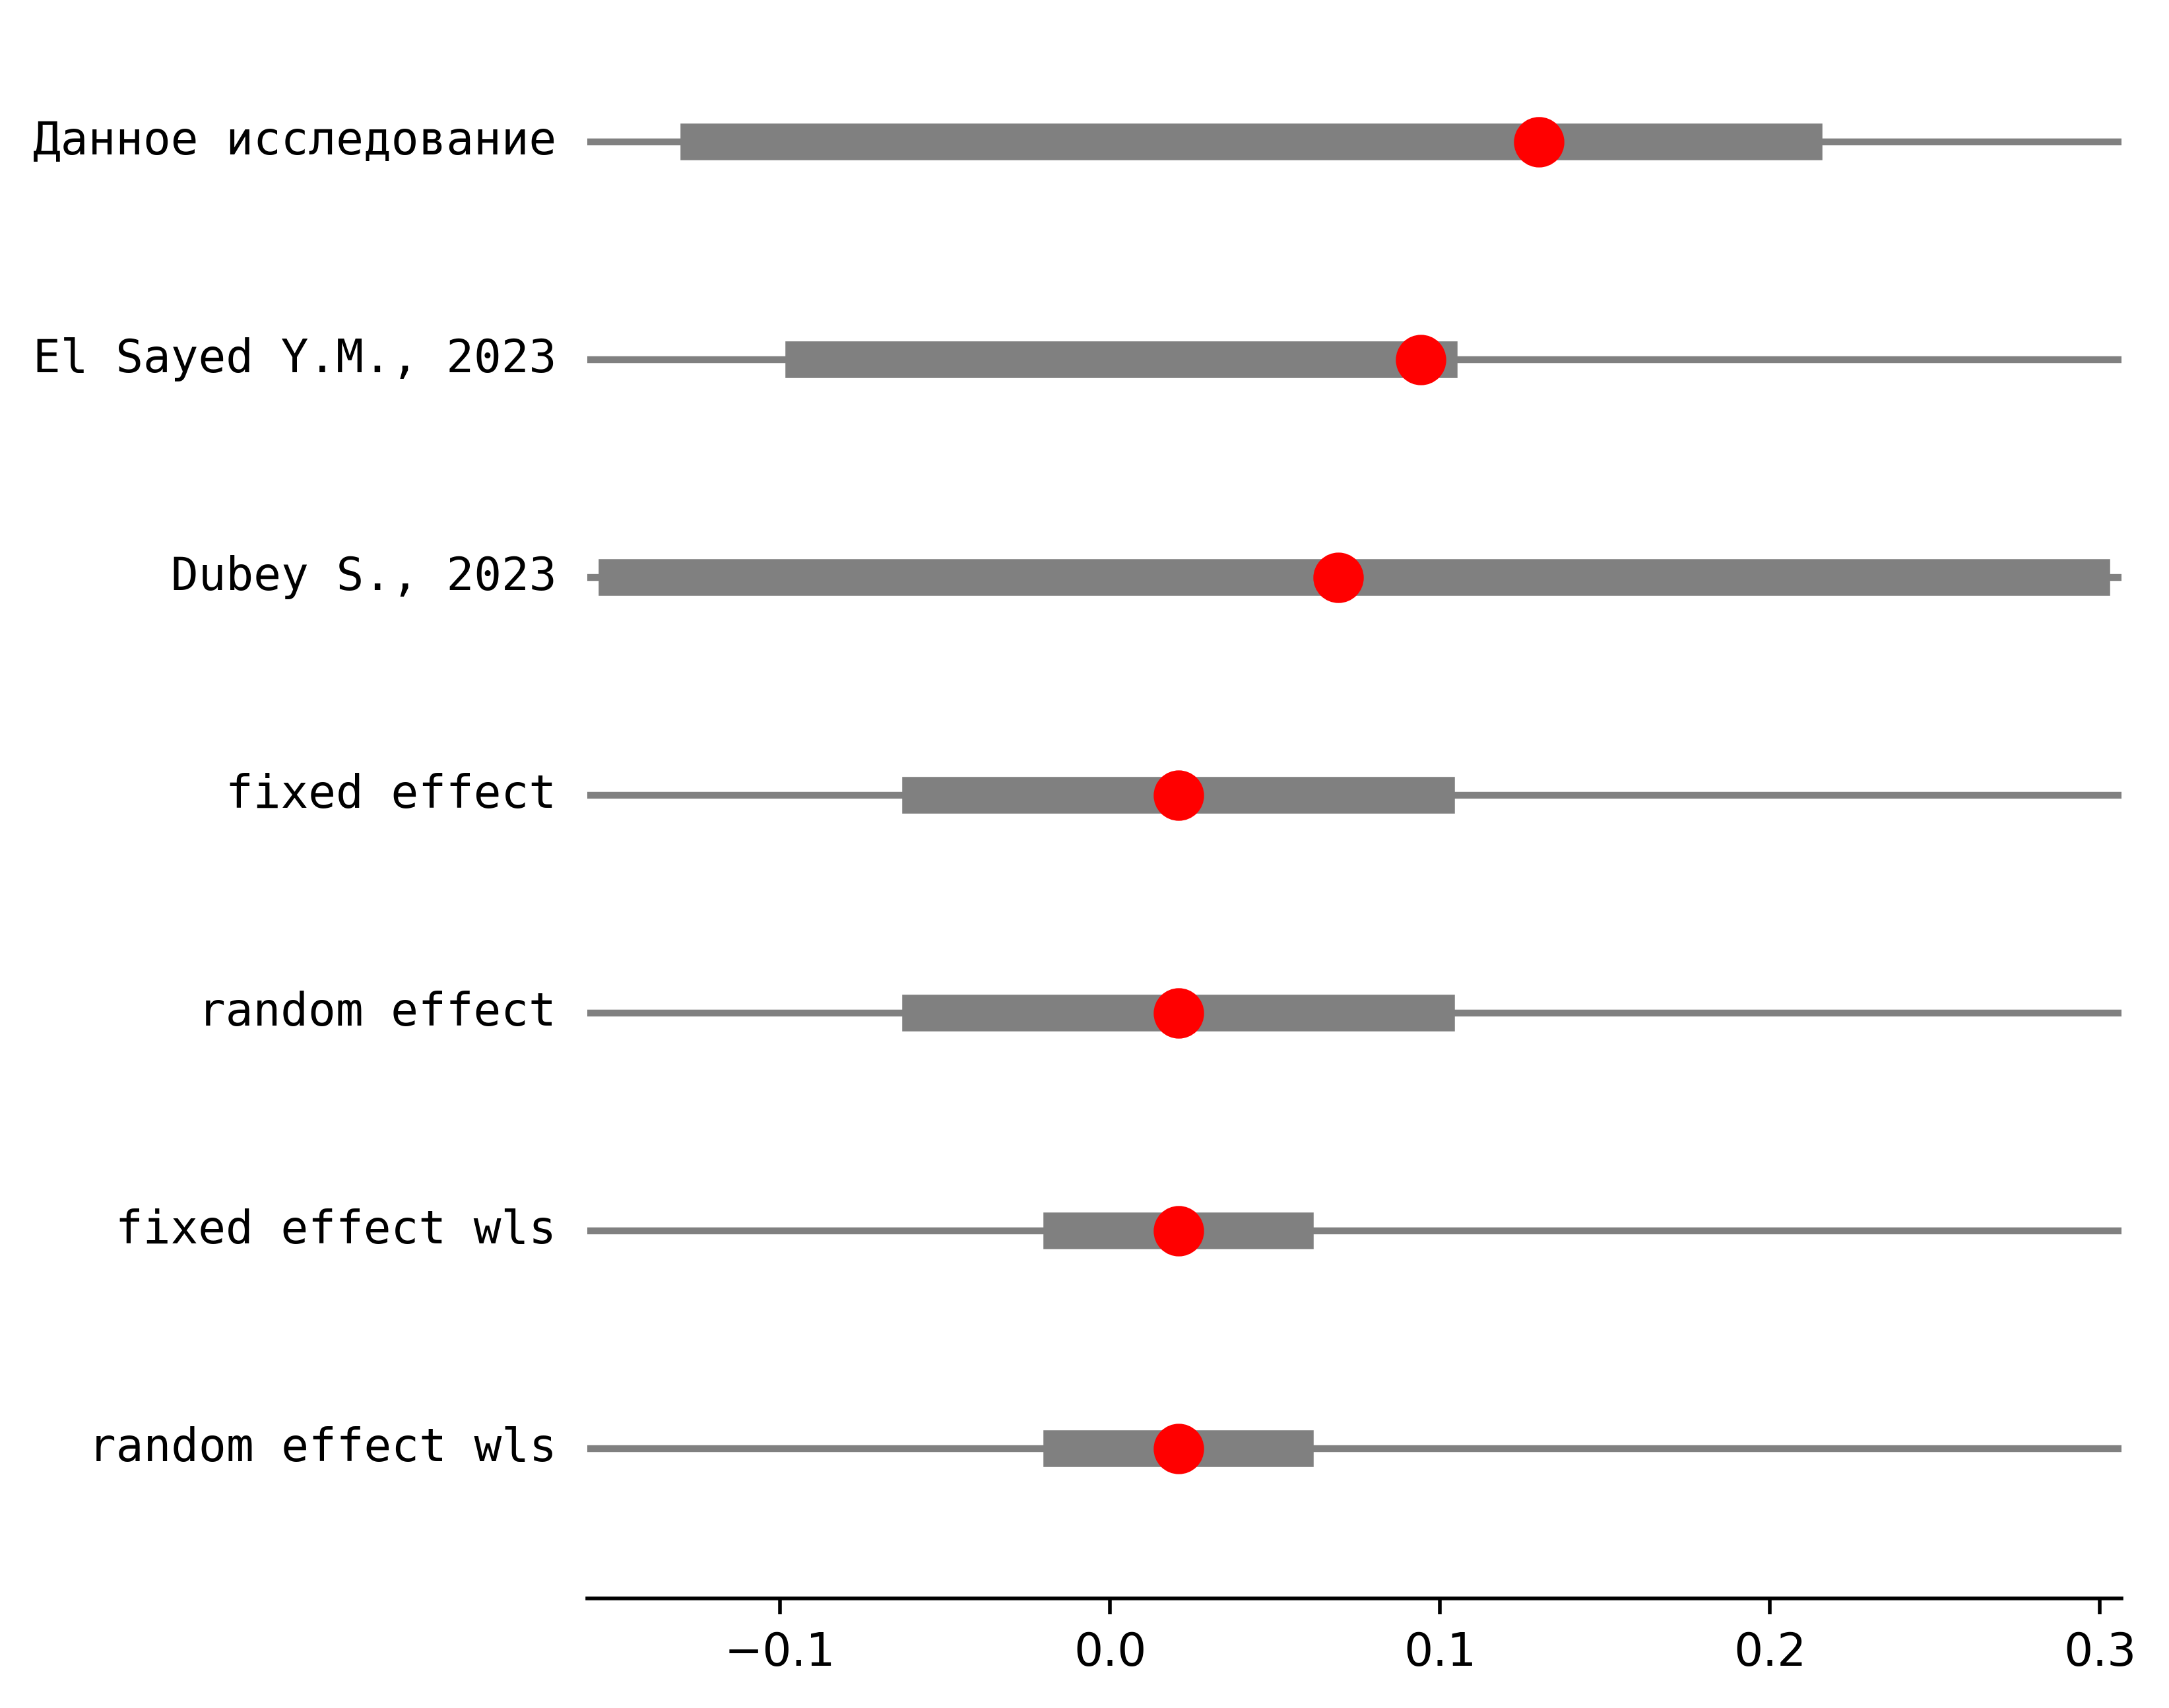 Данное исследование
El Sayed Y.M., 2023
Dubey S., 2023
fixed effect
random effect
fixed effect wls
random effect wls
−0.1 0.0 0.1 0.2 0.3